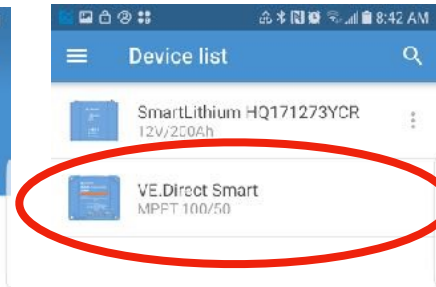 8:42 AM
Device list
SmartLithium HQ171273YCR
12V/200Ah
VE.Direct Smart
MPPT 100/50